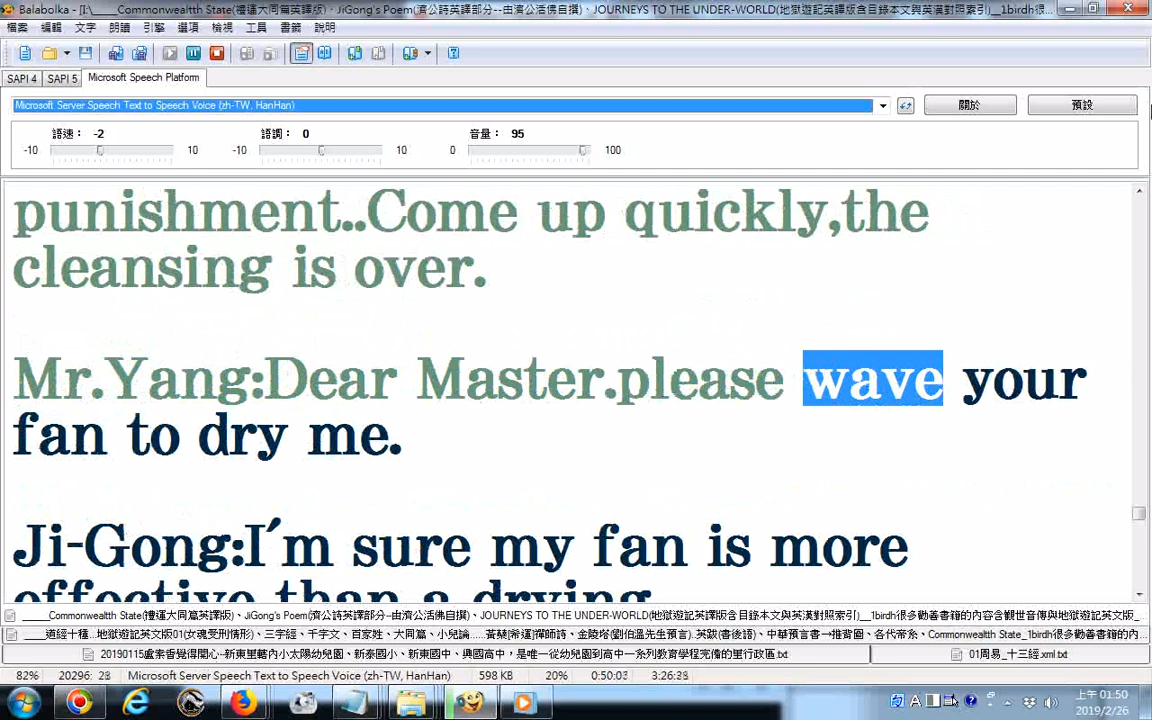 Balabolka - [I:\_____Commonwealtth State(禮運大同篇英譯版)、JiGong's Poem(濟公詩英譯部分--由濟公活佛自撰)、JOURNEYS TO THE UNDER-WORLD(地獄遊記英譯版含目錄本文與英漢對照索引)__1birdh很...
檔案 編輯 文字 朗讀 引擎 選項 檢視 工具 書籤 說明
SAPI 4 SAPI 5 Microsoft Speech Platform
Microsoft Server Speech Text to Speech Voice (zh-TW, HanHan) 關於 預設
語速： -2 語調： 0 音量： 95
-10 10 -10 10 0 100
punishment..Come up quickly,the
cleansing is over.
Mr.Yang:Dear Master.please wave your
fan to dry me.
Ji-Gong:I'm sure my fan is more
effective than a drying
____Commonwealtth State(禮運大同篇英譯版)、JiGong's Poem(濟公詩英譯部分--由濟公活佛自撰)、JOURNEYS TO THE UNDER-WORLD(地獄遊記英譯版含目錄本文與英漢對照索引)__1birdh很多勸善書籍的內容含觀世音傳與地獄遊記英文版_
20190115盧素香覺得開心--新東里轄內小太陽幼兒園、新泰國小、新東國中、興國高中，是唯一從幼兒園到高中一系列教育學程完備的里行政區.txt 01周易_十三經.xml.txt
82% 20296: 28 Microsoft Server Speech Text to Speech Voice (zh-TW, HanHan) 598 KB 20% 0:50:03 3:26:38
上午 01:50
2019/2/26